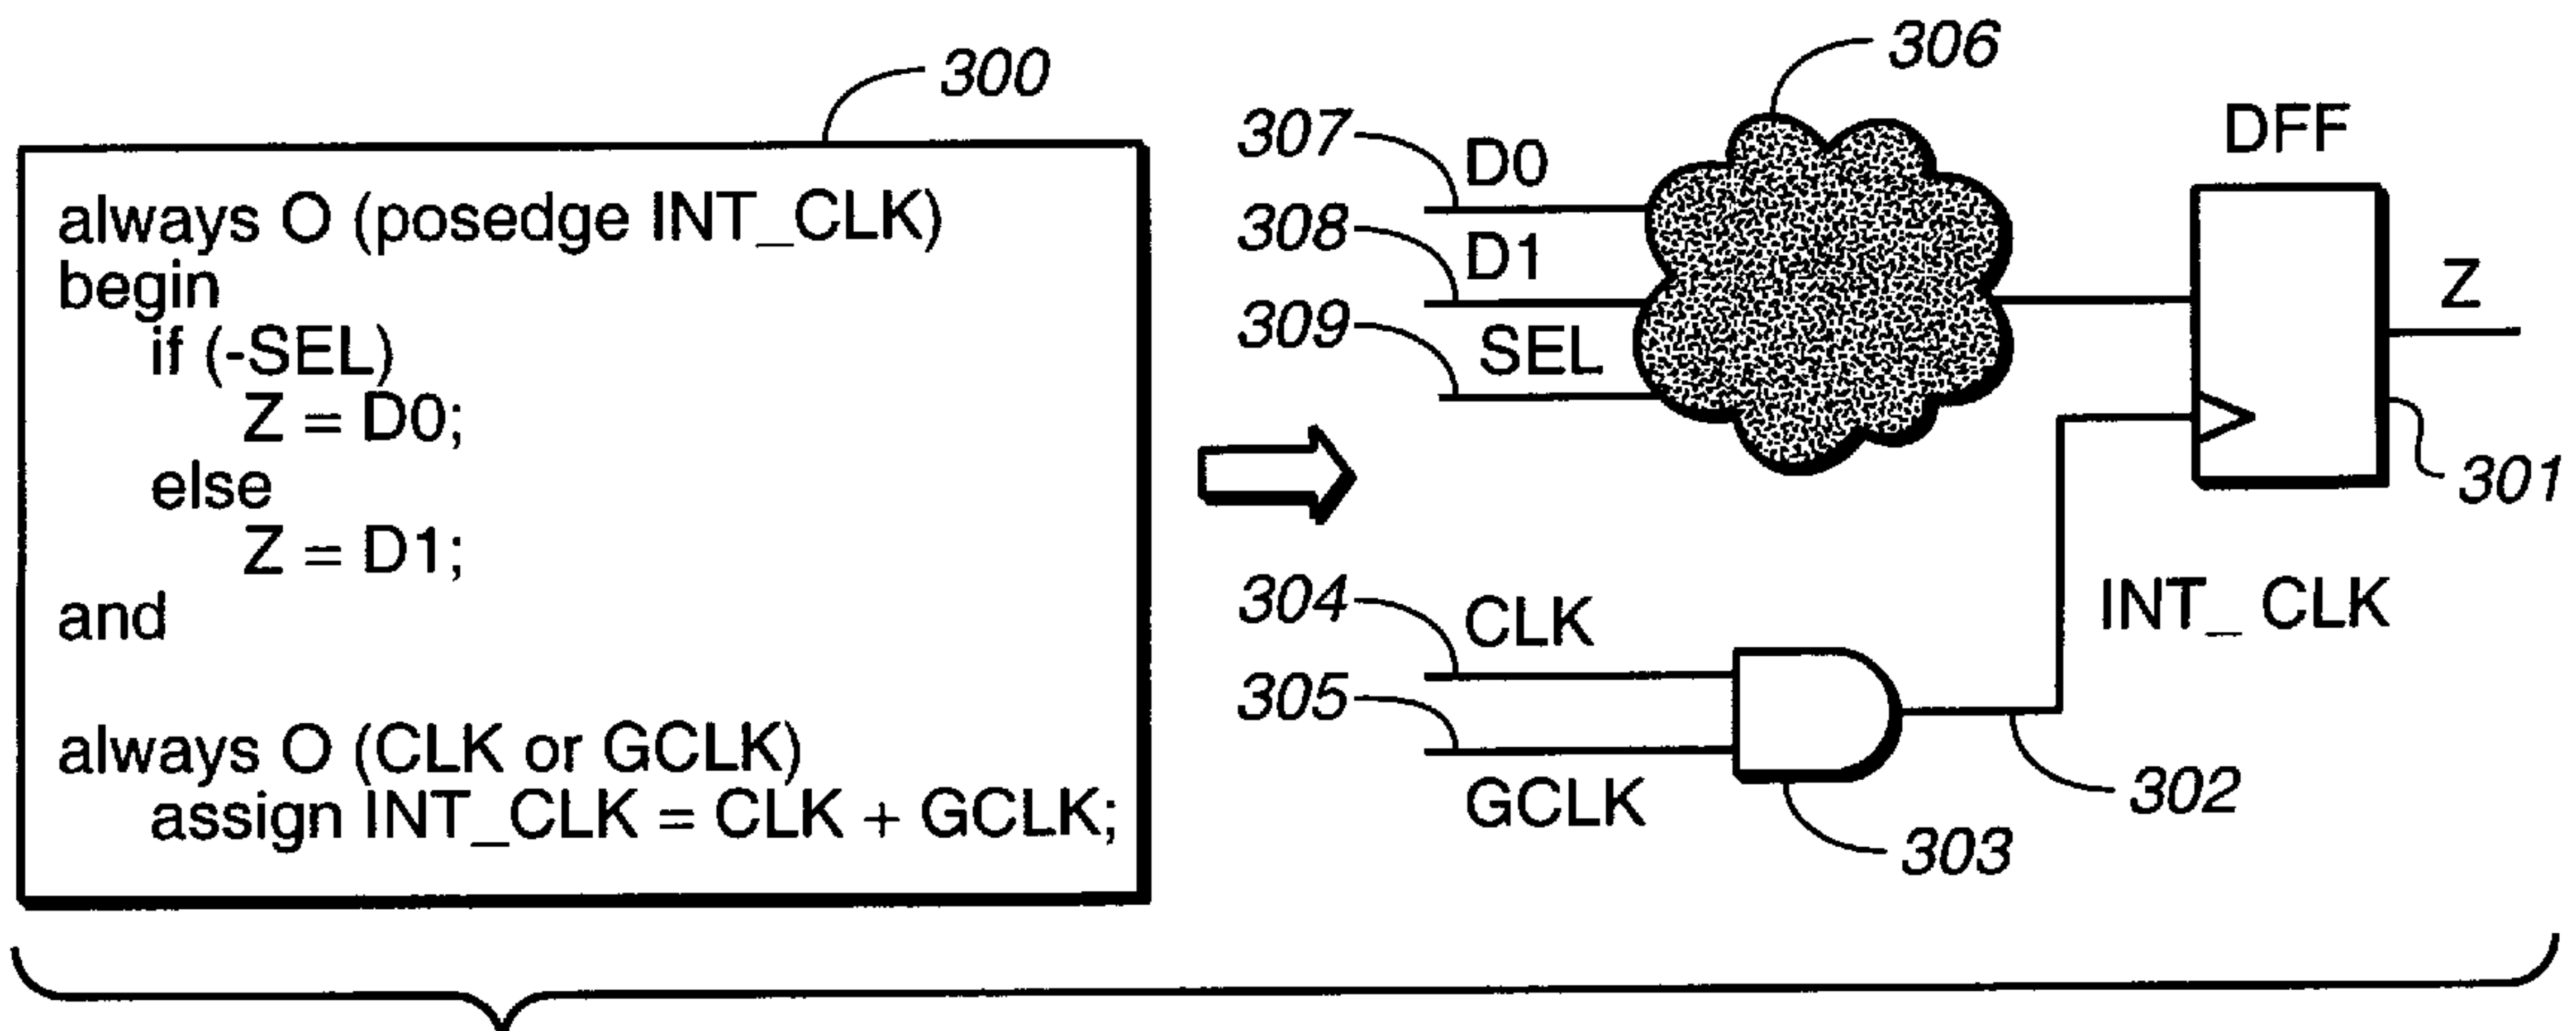 300
always O (posedge INT_CLK)
begin
if (-SEL)
Z = D0;
else
Z = D1;
and
always O (CLK or GCLK)
assign INT_CLK = CLK + GCLK;
306
307
D0
308
D1
309
SEL
DFF
Z
301
304
CLK
305
GCLK
INT_ CLK
302
303